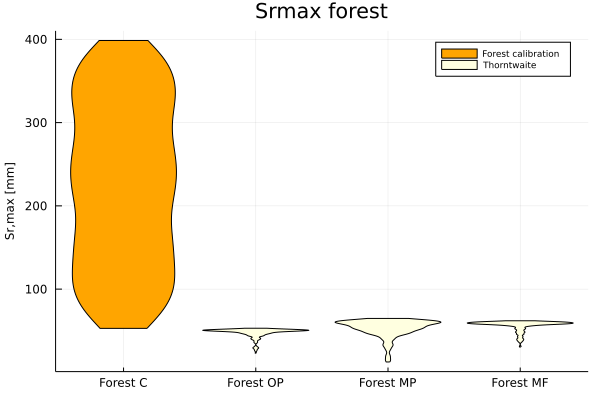 Srmax forest
Forest calibration
Thorntwaite
Sr,max [mm]
400
300
200
100
Forest C
Forest OP
Forest MP
Forest MF